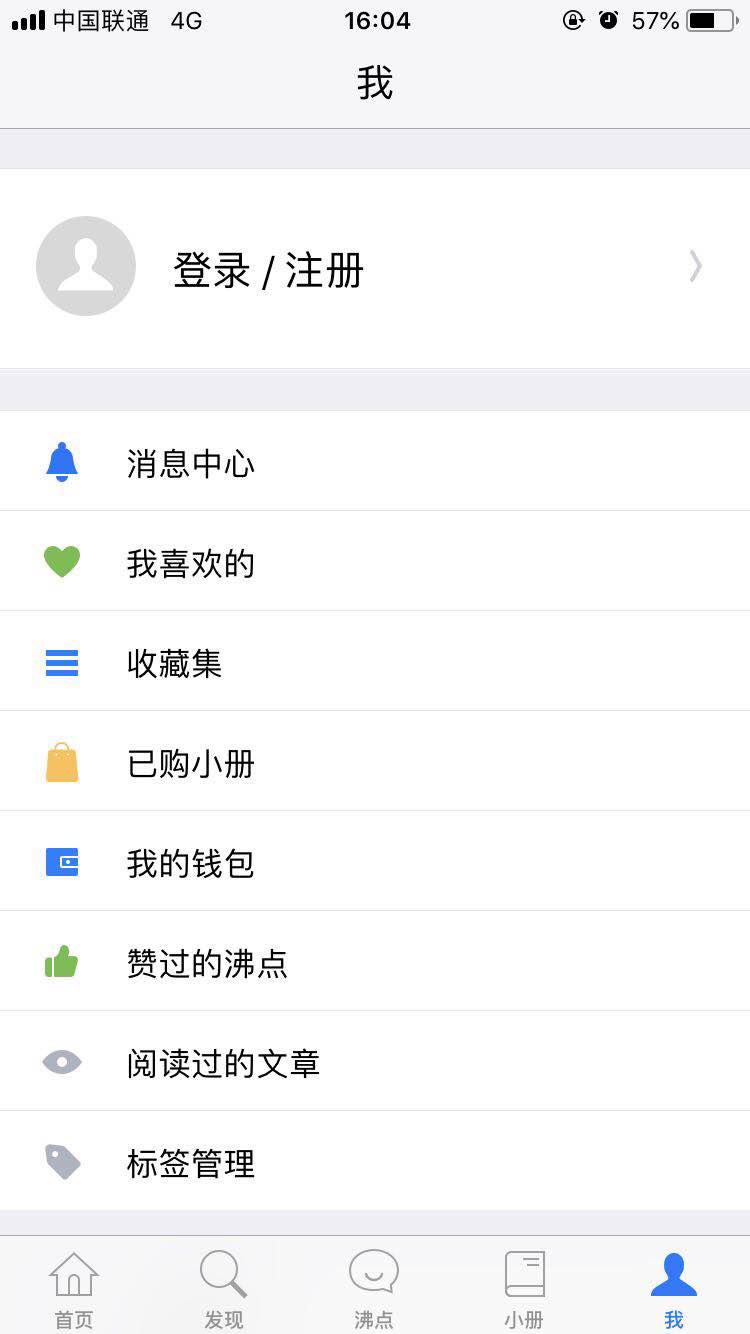 中国联通 4G 16:04 57%
我
登录 / 注册
消息中心
我喜欢的
收藏集
已购小册
我的钱包
赞过的沸点
阅读过的文章
标签管理
首页 发现 沸点 小册 我